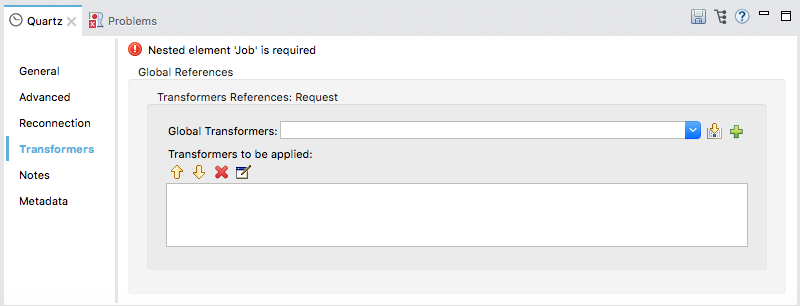 Quartz
Problems
Nested element 'Job' is required
General
Advanced
Reconnection
Transformers
Notes
Metadata
Global References
Transformers References: Request
Global Transformers:
Transformers to be applied: